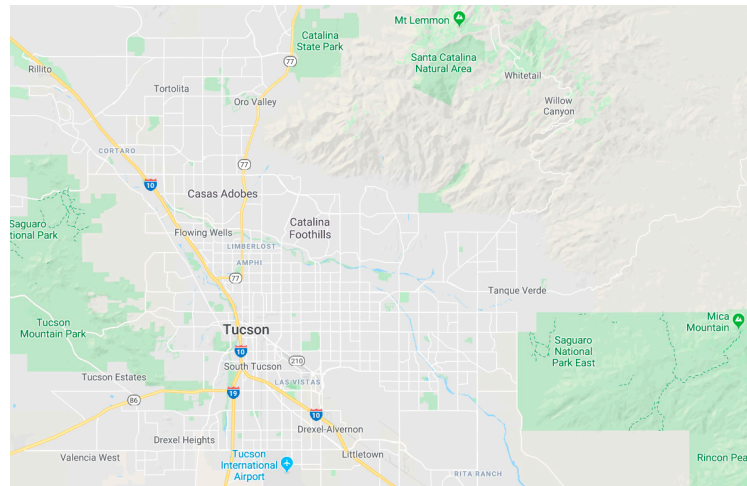 Mt Lemmon
Catalina
State Park
77
Santa Catalina
Natural Area
Rillito
Whitetail
Tortolita
Oro Valley
Willow
Canyon
CORTARO
77
10
Casas Adobes
Saguaro
National Park
Catalina
Foothills
Flowing Wells
LIMBERLOST
AMPHI
77
Tanque Verde
Mica
Mountain
Tucson
Mountain Park
Tucson
Saguaro
National
Park East
10
210
South Tucson
Tucson Estates
LAS VISTAS
86
19
10
Drexel-Alvernon
Drexel Heights
Valencia West
Tucson
International
Airport
Littletown
RITA RANCH
Rincon Pea